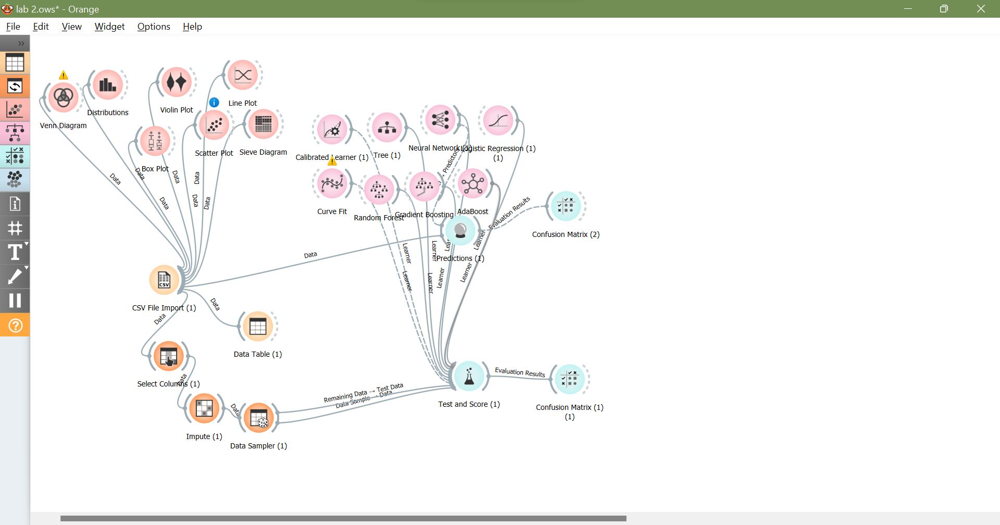 lab 2.ows* - Orange
File Edit View Widget Options Help
Line Plot
Violin Plot
Distributions
Venn Diagram
Scatter Plot
Sieve Diagram
Box Plot
Calibrated Learner (1)
Tree (1)
Neural Network (1)
Logistic Regression (1)
(1)
Predictors
Data
Data
Data
Data
Data
Data
Data
Curve Fit
Random Forest
Gradient Boosting
AdaBoost
Evaluation Results
Confusion Matrix (2)
Predictions (1)
Data
Learner
Learner
Learner
Learner
Learner
Learner
Learner
CSV File Import (1)
Data
Data
Data Table (1)
Select Columns (1)
Data
Impute (1)
Data
Data Sampler (1)
Remaining Data → Test Data
Data Sample → Data
Test and Score (1)
Evaluation Results
Confusion Matrix (1)
(1)
CSV
T
?